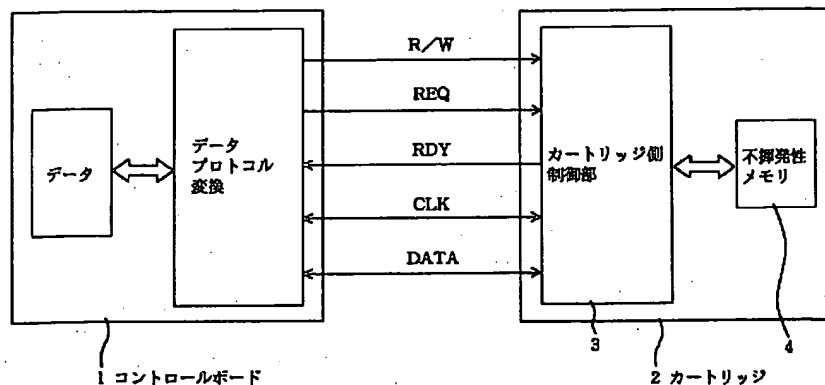 R/W
REQ
RDY
CLK
DATA
データ
データ
プロトコル
変換
カートリッジ側
制御部
不揮発性
メモリ
3
4
1 コントロールボード
2 カートリッジ